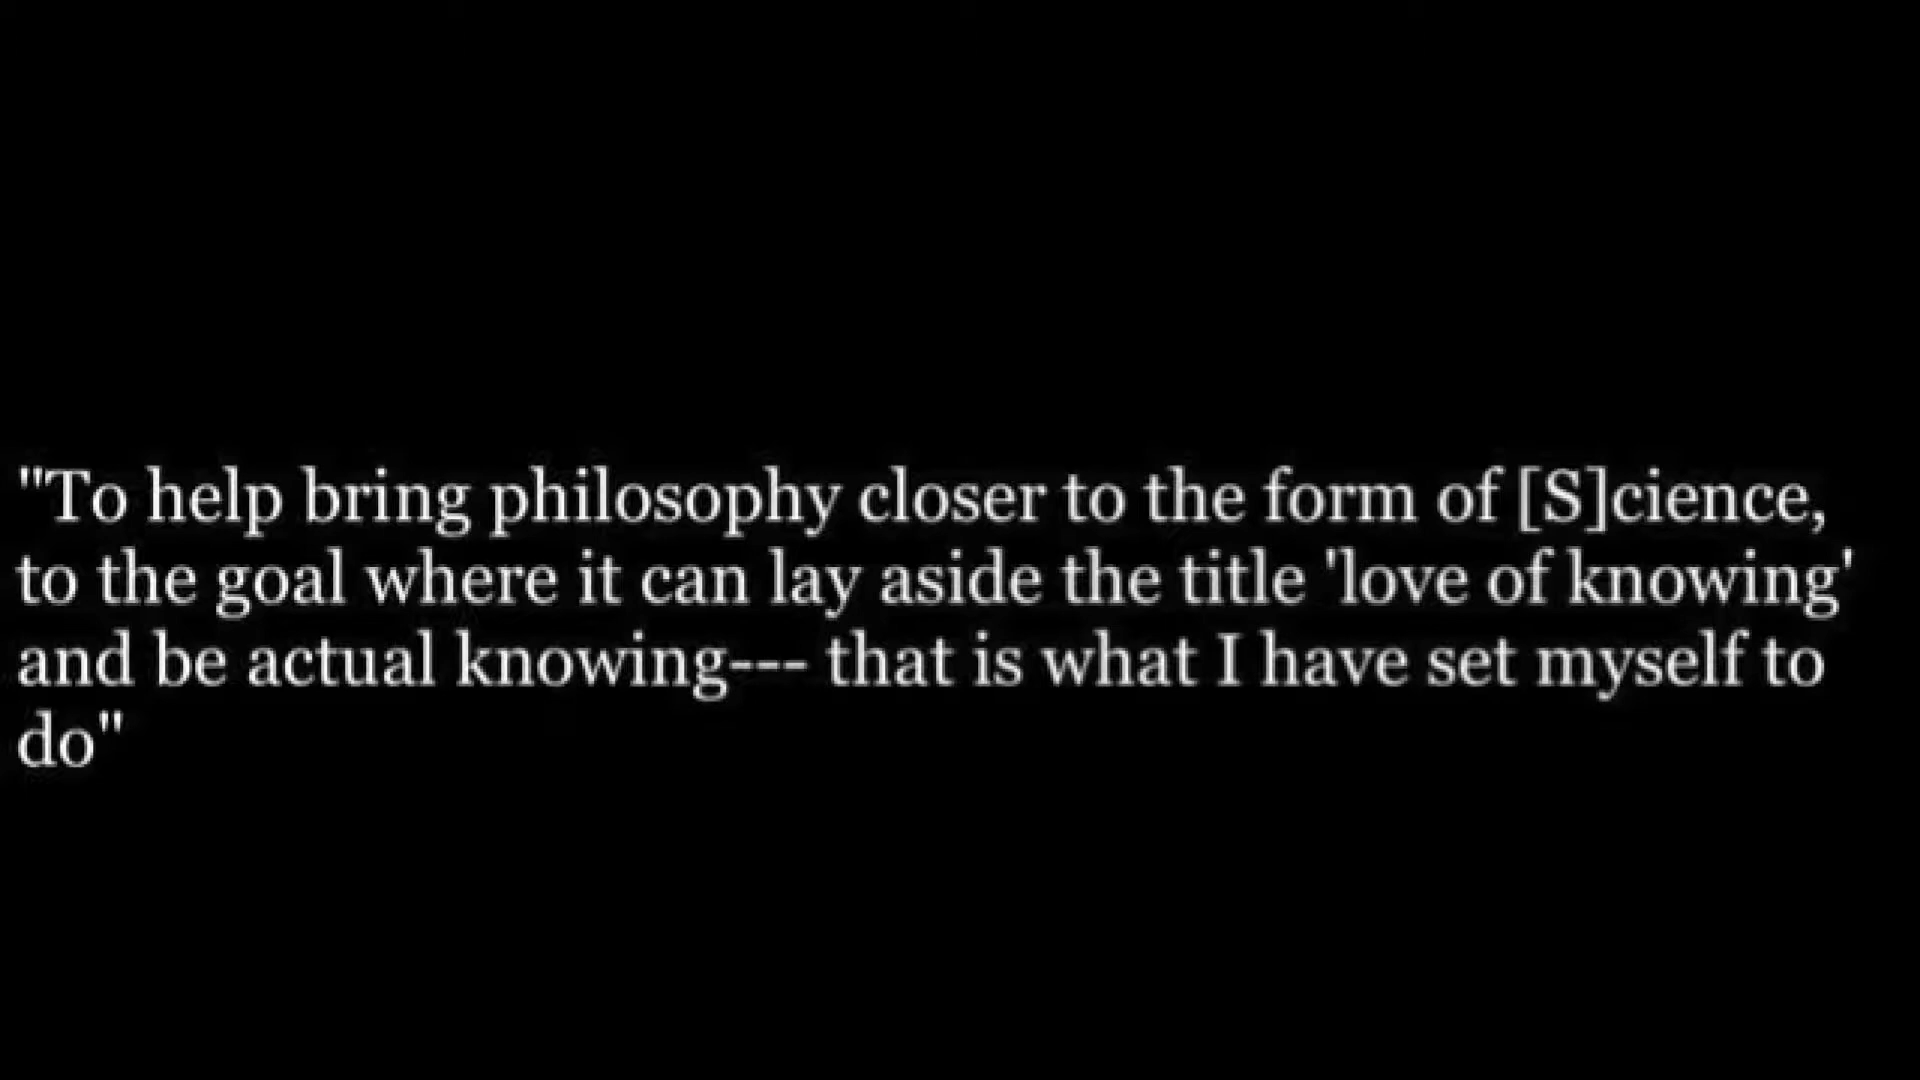 "To help bring philosophy closer to the form of [S]cience,
to the goal where it can lay aside the title 'love of knowing'
and be actual knowing--- that is what I have set myself to
do"